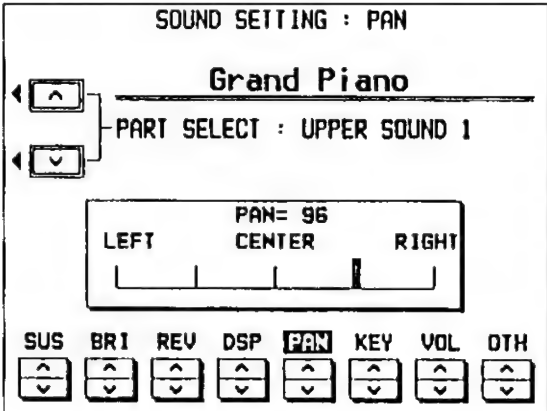 SOUND SETTING : PAN
Grand Piano
PART SELECT : UPPER SOUND 1
PAN= 96
LEFT CENTER RIGHT
SUS BRI REV DSP PAN KEY VOL OTH